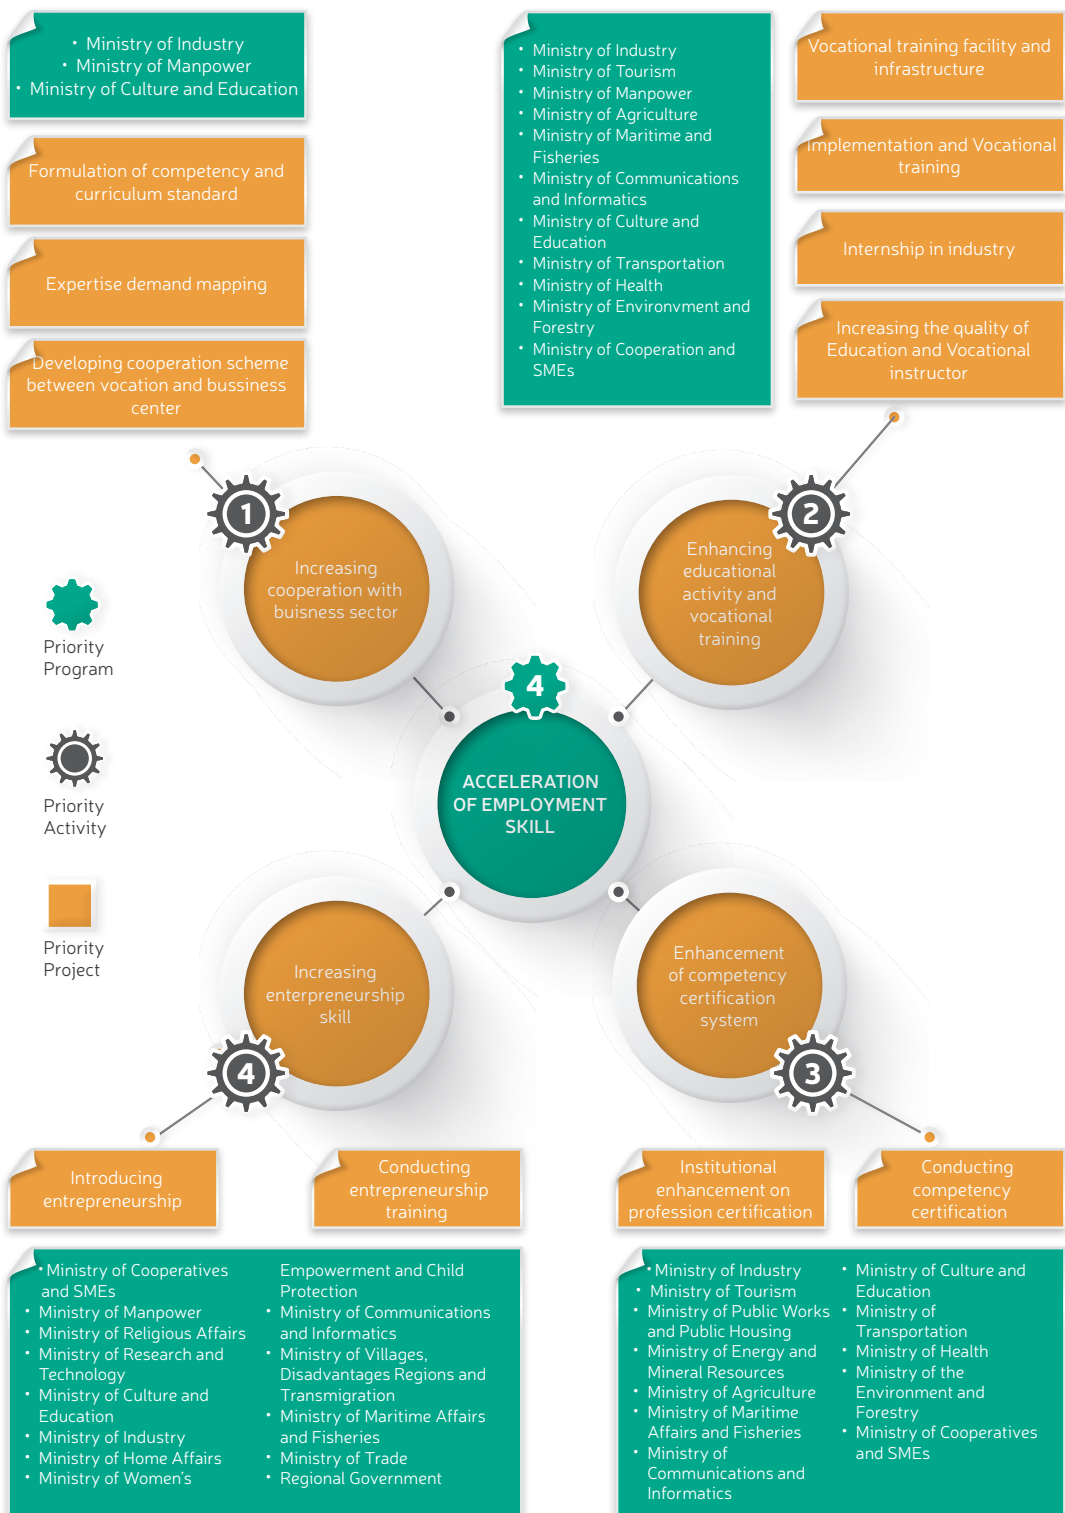 • Ministry of Industry
• Ministry of Manpower
• Ministry of Culture and Education
Formulation of competency and
curriculum standard
Expertise demand mapping
Developing cooperation scheme
between vocation and bussiness
center
• Ministry of Industry
• Ministry of Tourism
• Ministry of Manpower
• Ministry of Agriculture
• Ministry of Maritime and
Fisheries
• Ministry of Communications
and Informatics
• Ministry of Culture and
Education
• Ministry of Transportation
• Ministry of Health
• Ministry of Environvment and
Forestry
• Ministry of Cooperation and
SMEs
Vocational training facility and
infrastructure
Implementation and Vocational
training
Internship in industry
Increasing the quality of
Education and Vocational
instructor
1
Increasing
cooperation with
buisness sector
2
Enhancing
educational
activity and
vocational
training
Priority
Program
Priority
Activity
Priority
Project
4
ACCELERATION
OF EMPLOYMENT
SKILL
Increasing
enterpreneurship
skill
4
Enhancement
of competency
certification
system
3
Introducing
entrepreneurship
Conducting
entrepreneurship
training
Institutional
enhancement on
profession certification
Conducting
competency
certification
• Ministry of Cooperatives
and SMEs
• Ministry of Manpower
• Ministry of Religious Affairs
• Ministry of Research and
Technology
• Ministry of Culture and
Education
• Ministry of Industry
• Ministry of Home Affairs
• Ministry of Women's
Empowerment and Child
Protection
• Ministry of Communications
and Informatics
• Ministry of Villages,
Disadvantages Regions and
Transmigration
• Ministry of Maritime Affairs
and Fisheries
• Ministry of Trade
• Regional Government
• Ministry of Industry
• Ministry of Tourism
• Ministry of Public Works
and Public Housing
• Ministry of Energy and
Mineral Resources
• Ministry of Agriculture
• Ministry of Maritime
Affairs and Fisheries
• Ministry of
Communications and
Informatics
• Ministry of Culture and
Education
• Ministry of
Transportation
• Ministry of Health
• Ministry of the
Environment and
Forestry
• Ministry of Cooperatives
and SMEs